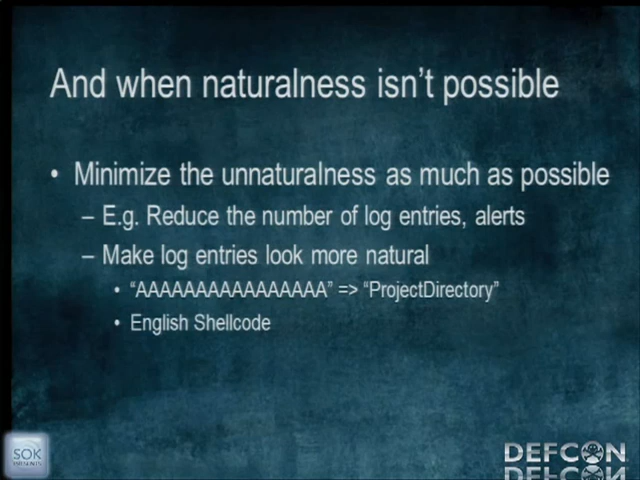 And when naturalness isn't possible
• Minimize the unnaturalness as much as possible
– E.g. Reduce the number of log entries, alerts
– Make log entries look more natural
• “AAAAAAAAAAAAAAAA” => “ProjectDirectory”
• English Shellcode
SOK
DEFCON